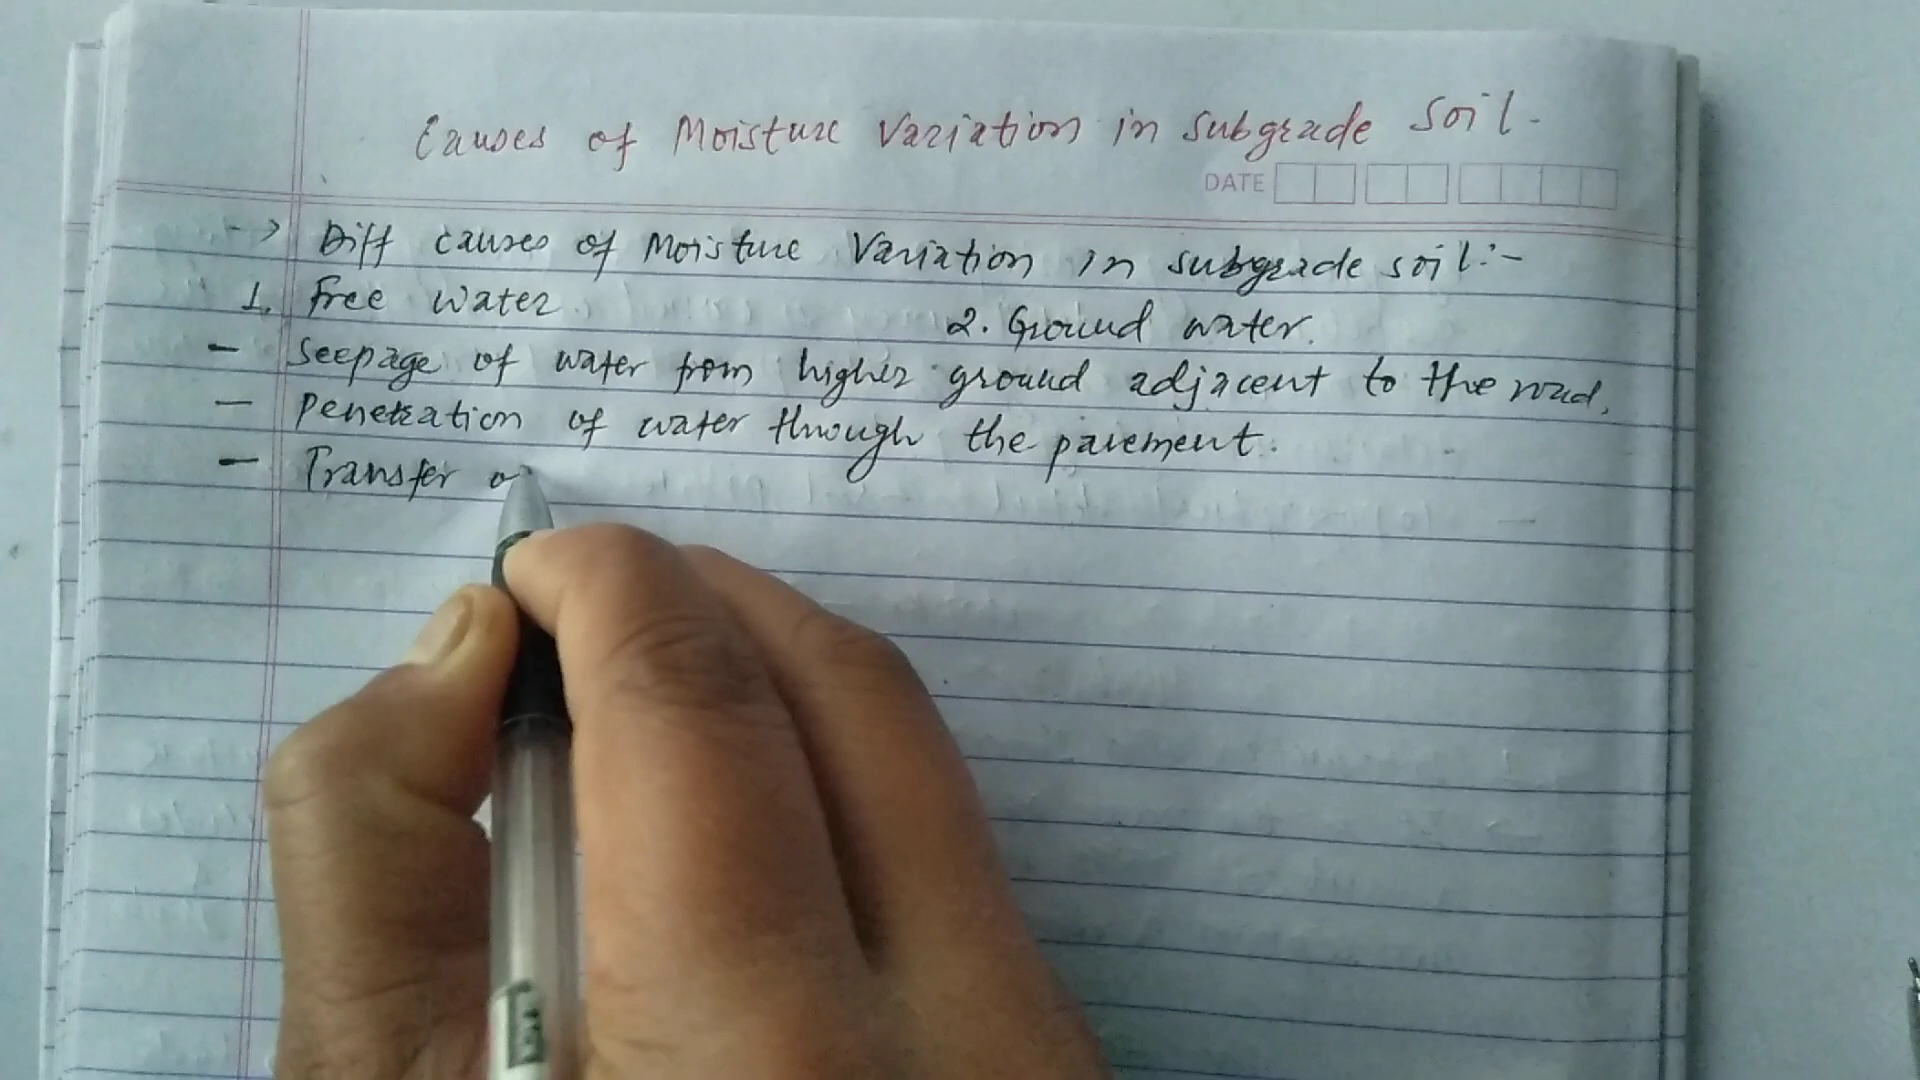 Causes of Moisture Variation in subgrade soil -
DATE
-> Diff causes of Moisture Variation in subgrade soil:-
1. Free water. 2. Ground water.
- Seepage of water from higher ground adjacent to the road.
- Penetration of water through the pavement.
- Transfer of